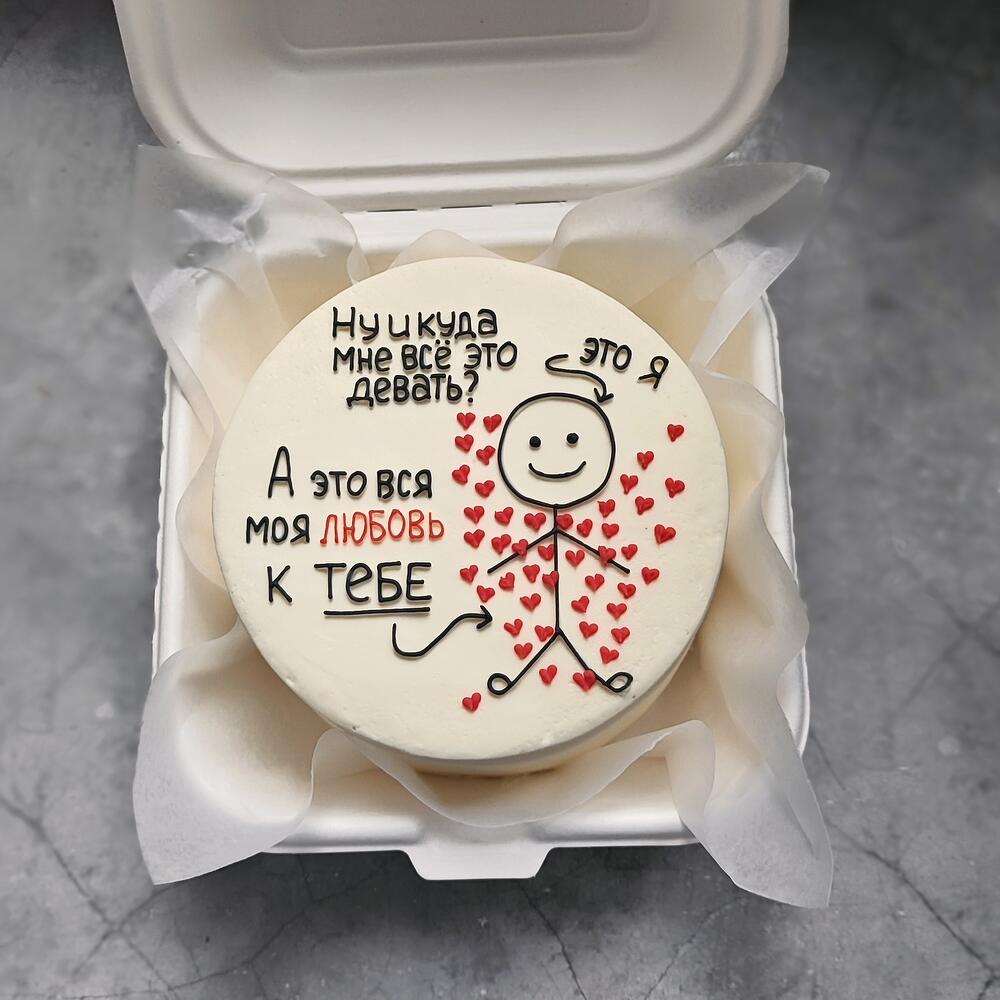 Ну и куда
мне всё это
девать?
это я
А это вся
моя ЛЮБОВЬ
к ТЕБЕ